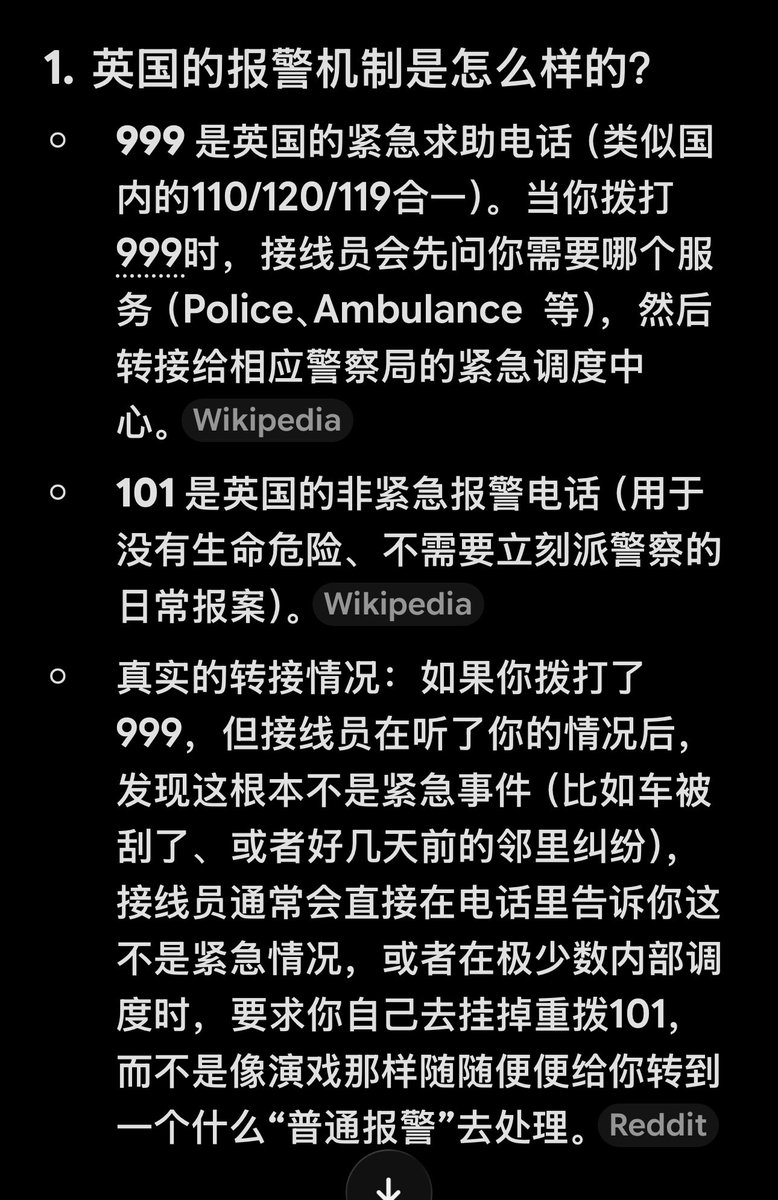 1. 英国的报警机制是怎么样的？
999 是英国的紧急求助电话（类似国
内的110/120/119合一）。当你拨打
999时，接线员会先问你需要哪个服
务（Police、Ambulance 等），然后
转接给相应警察局的紧急调度中
心。 Wikipedia
101 是英国的非紧急报警电话（用于
没有生命危险、不需要立刻派警察的
日常报案）。 Wikipedia
真实的转接情况：如果你拨打了
999，但接线员在听了你的情况后，
发现这根本不是紧急事件（比如车被
刮了、或者好几天前的邻里纠纷），
接线员通常会直接在电话里告诉你这
不是紧急情况，或者在极少数内部调
度时，要求你自己去挂掉重拨101，
而不是像演戏那样随随便便给你转到
一个什么“普通报警”去处理。 Reddit